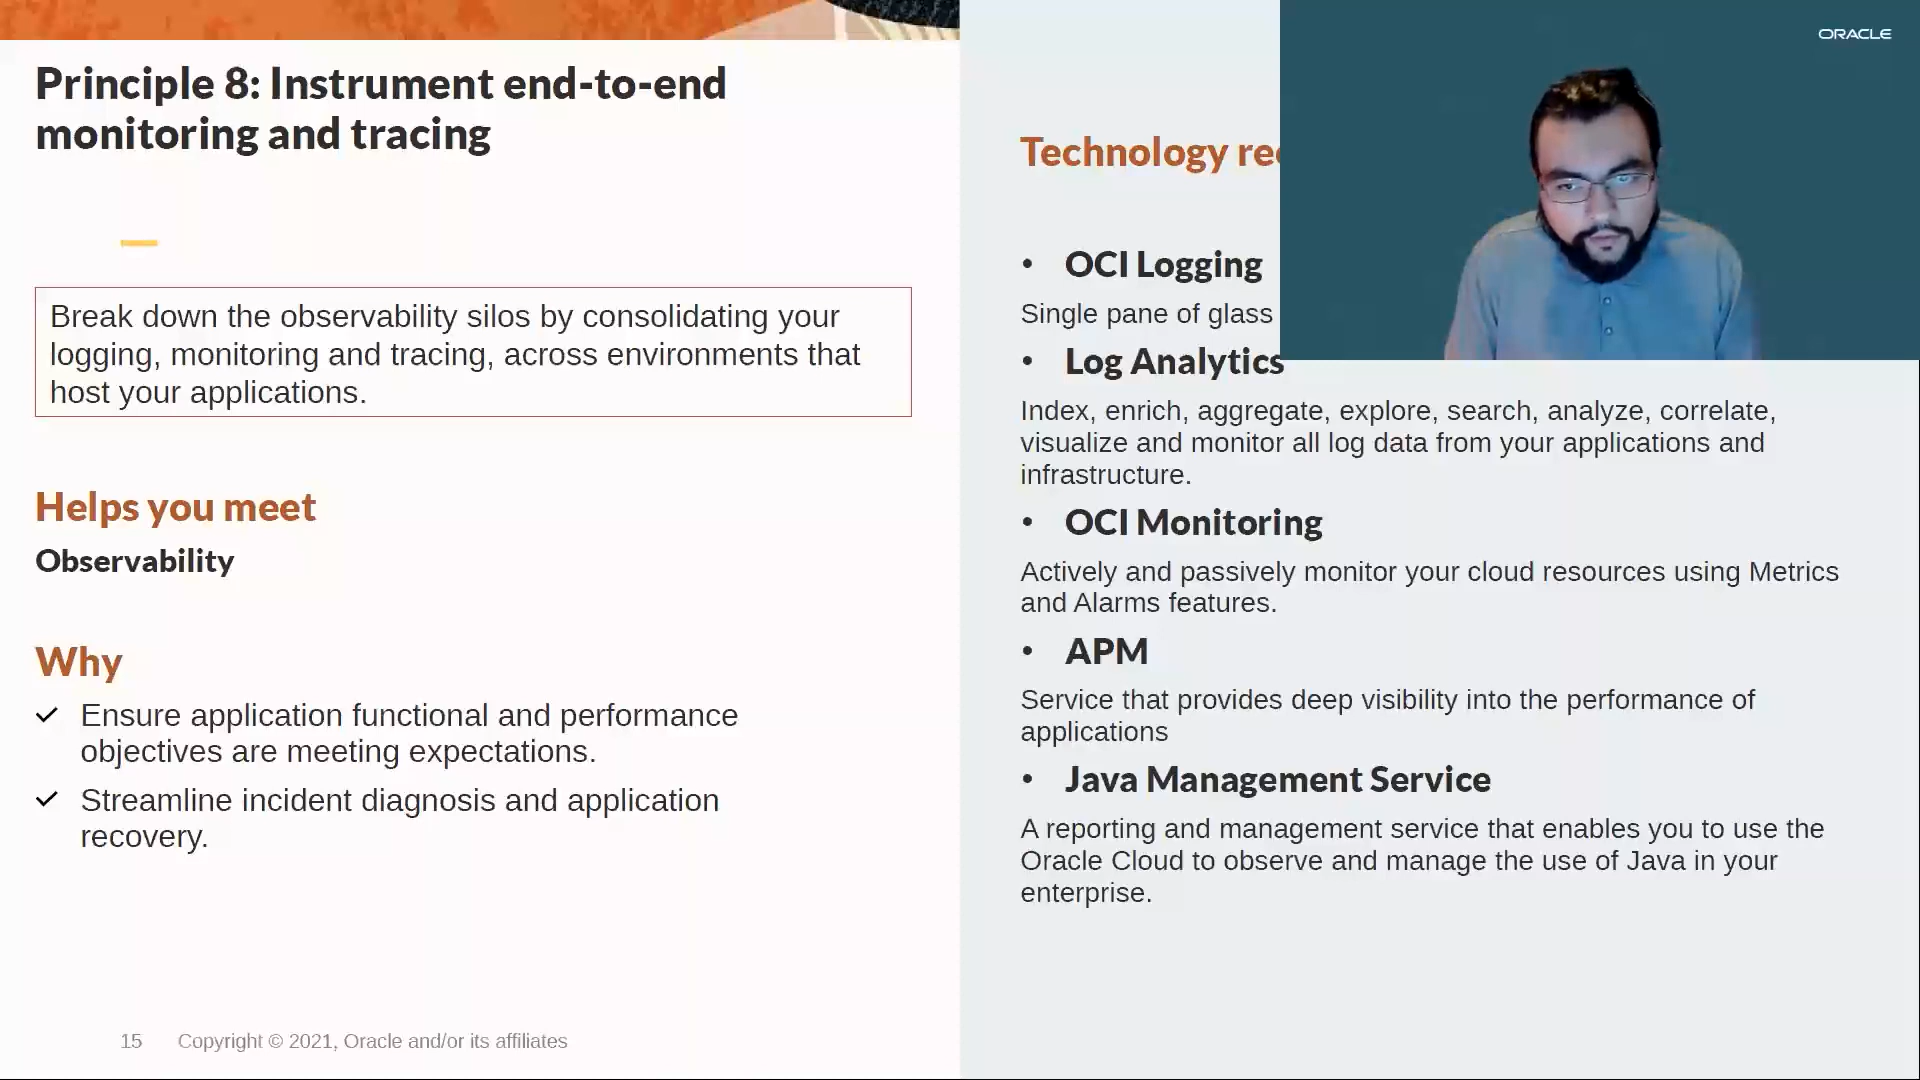 Principle 8: Instrument end-to-end
monitoring and tracing
Break down the observability silos by consolidating your
logging, monitoring and tracing, across environments that
host your applications.
Helps you meet
Observability
Why
✓ Ensure application functional and performance
objectives are meeting expectations.
✓ Streamline incident diagnosis and application
recovery.
15 Copyright © 2021, Oracle and/or its affiliates
ORACLE
Technology
• OCI Logging
Single pane of glass
• Log Analytics
Index, enrich, aggregate, explore, search, analyze, correlate,
visualize and monitor all log data from your applications and
infrastructure.
• OCI Monitoring
Actively and passively monitor your cloud resources using Metrics
and Alarms features.
• APM
Service that provides deep visibility into the performance of
applications
• Java Management Service
A reporting and management service that enables you to use the
Oracle Cloud to observe and manage the use of Java in your
enterprise.